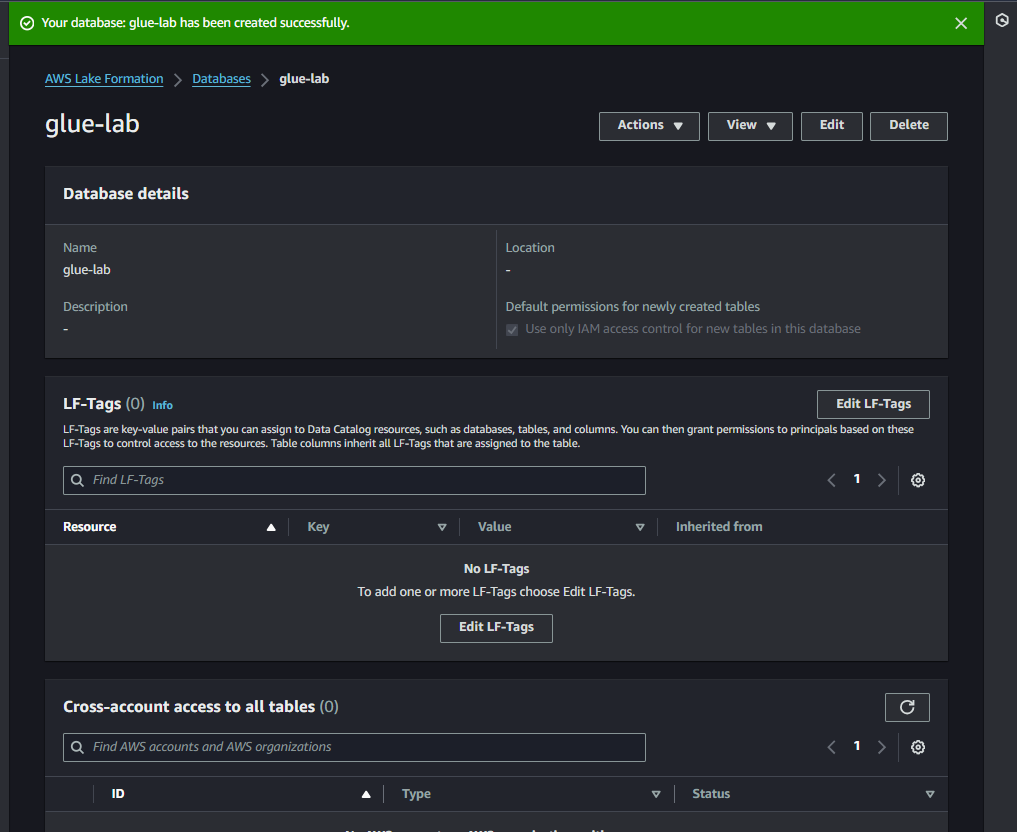 Your database: glue-lab has been created successfully.
AWS Lake Formation > Databases > glue-lab
glue-lab
Actions View Edit Delete
Database details
Name
glue-lab
Description
-
Location
-
Default permissions for newly created tables
Use only IAM access control for new tables in this database
LF-Tags (0) Info
Edit LF-Tags
LF-Tags are key-value pairs that you can assign to Data Catalog resources, such as databases, tables, and columns. You can then grant permissions to principals based on these
LF-Tags to control access to the resources. Table columns inherit all LF-Tags that are assigned to the table.
Find LF-Tags
1
Resource Key Value Inherited from
No LF-Tags
To add one or more LF-Tags choose Edit LF-Tags.
Edit LF-Tags
Cross-account access to all tables (0)
Find AWS accounts and AWS organizations
1
ID Type Status